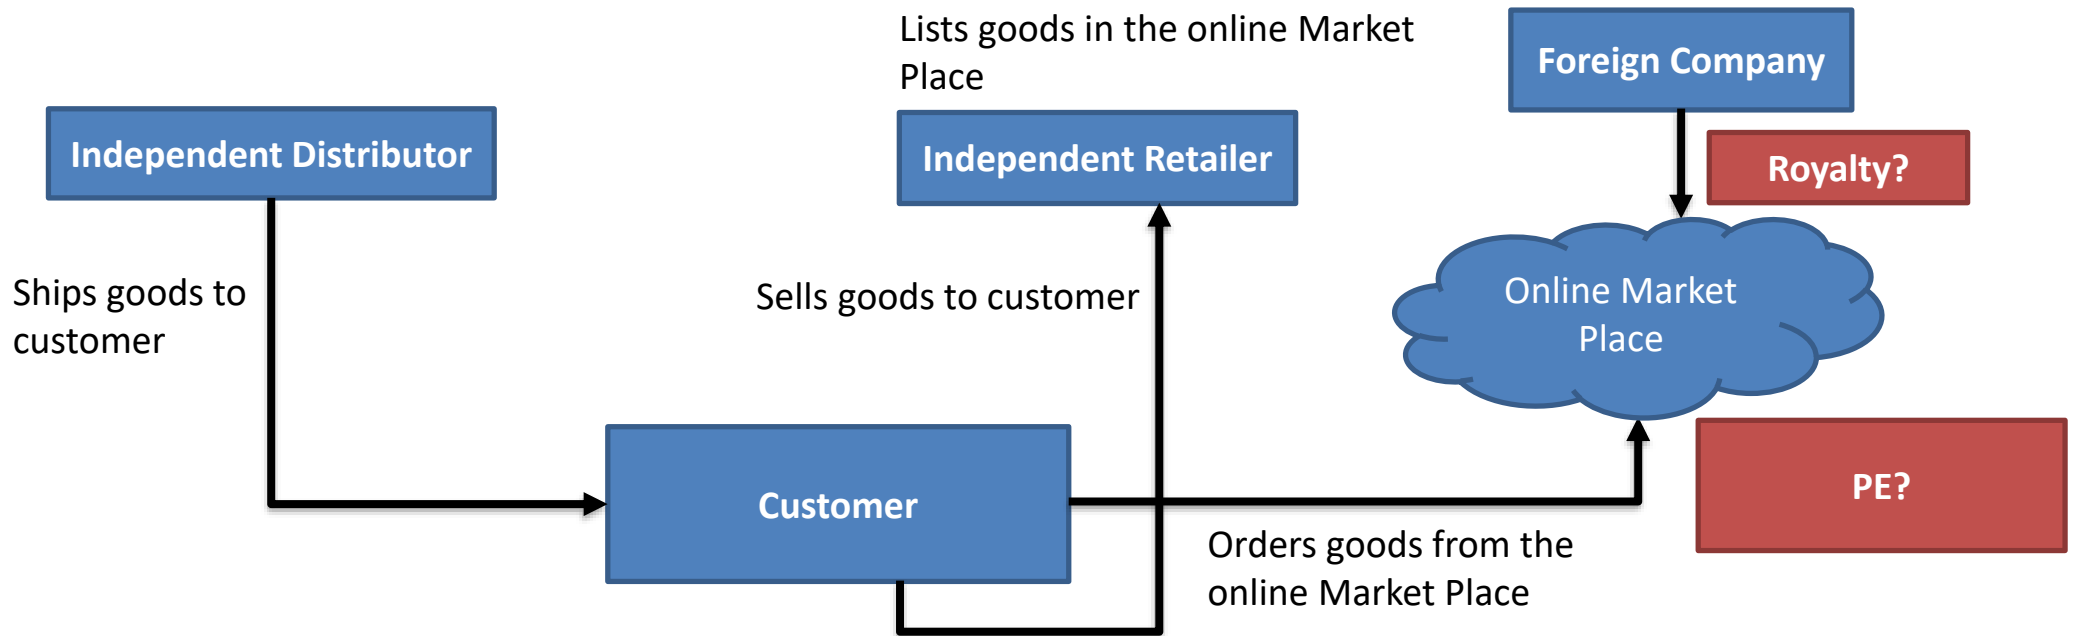 Lists goods in the online Market
Place
Foreign Company
Independent Distributor
Independent Retailer
Royalty?
Ships goods to
customer
Sells goods to customer
Online Market
Place
Customer
PE?
Orders goods from the
online Market Place